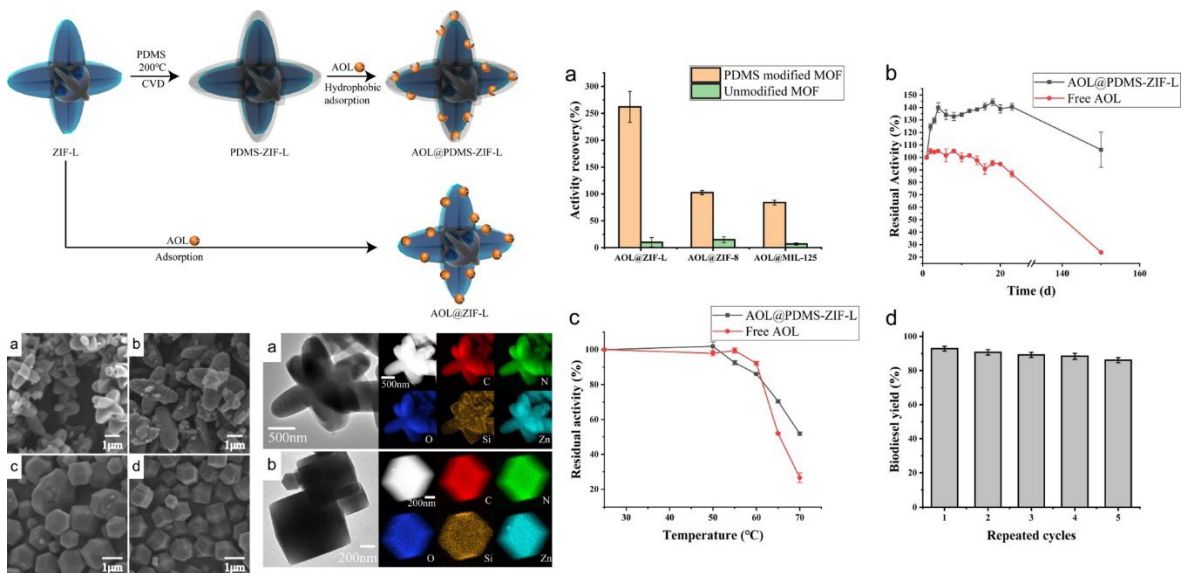 PDMS
200℃
CVD
AOL
Hydrophobic
adsorption
ZIF-L
PDMS-ZIF-L
AOL@PDMS-ZIF-L
AOL
Adsorption
AOL@ZIF-L
a
PDMS modified MOF
Unmodified MOF
Activity recovery(%)
300
250
200
150
100
50
0
AOL@ZIF-L
AOL@ZIF-8
AOL@MIL-125
b
AOL@PDMS-ZIF-L
Free AOL
Residual Activity (%)
150
140
130
120
110
100
90
80
70
60
50
40
30
20
0
10
20
140
160
Time (d)
a
1μm
b
1μm
c
1μm
d
1μm
a
500nm
500nm
C
N
O
Si
Zn
b
200nm
200nm
C
N
O
Si
Zn
c
AOL@PDMS-ZIF-L
Free AOL
Residual activity (%)
100
80
60
40
20
30
40
50
60
70
Temperature (℃)
d
Biodiesel yield (%)
100
80
60
40
20
0
1
2
3
4
5
Repeated cycles